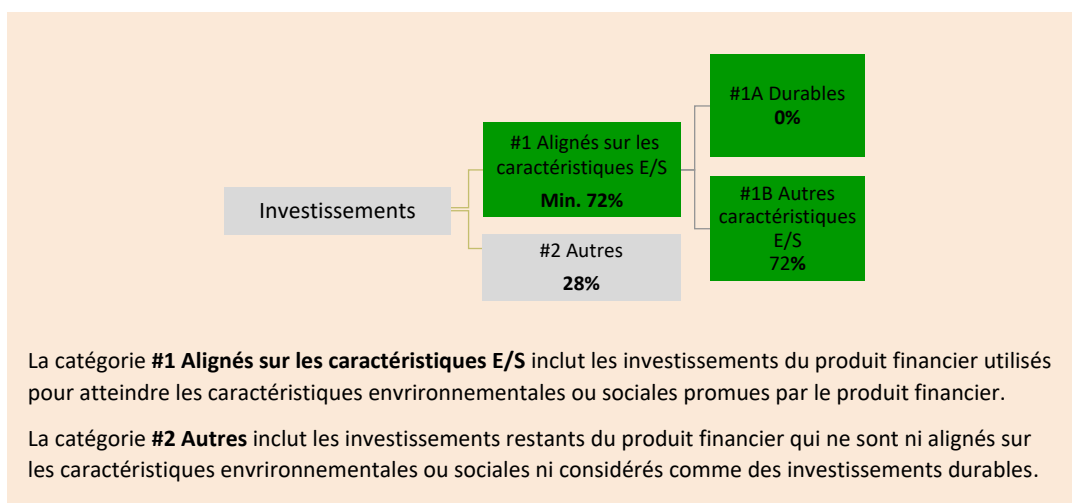 Investissements
#1 Alignés sur les
caractéristiques E/S
Min. 72%
#2 Autres
28%
#1A Durables
0%
#1B Autres
caractéristiques
E/S
72%
La catégorie #1 Alignés sur les caractéristiques E/S inclut les investissements du produit financier utilisés
pour atteindre les caractéristiques envrironnementales ou sociales promues par le produit financier.
La catégorie #2 Autres inclut les investissements restants du produit financier qui ne sont ni alignés sur
les caractéristiques envrironnementales ou sociales ni considérés comme des investissements durables.